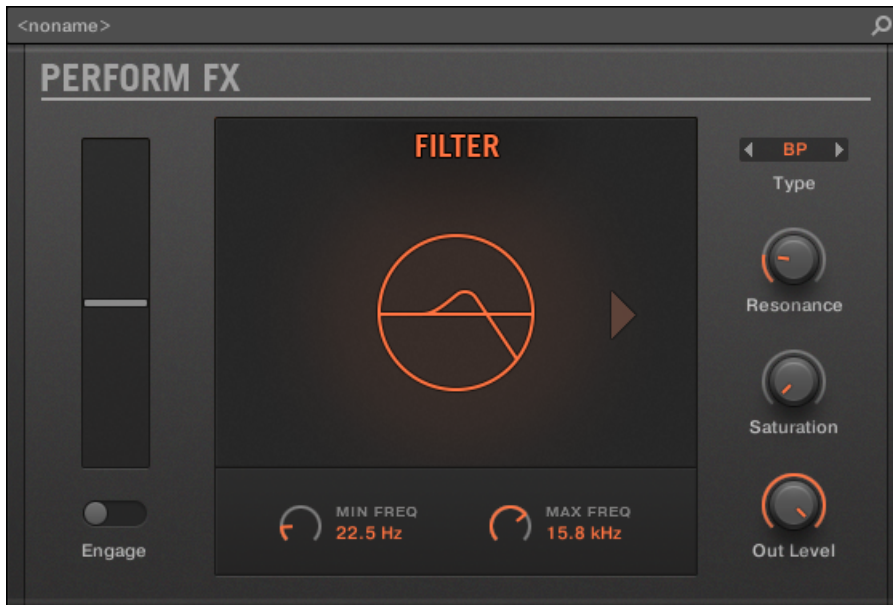 <noname>
PERFORM FX
FILTER
BP
Type
Resonance
Saturation
MIN FREQ
22.5 Hz
MAX FREQ
15.8 kHz
Engage
Out Level